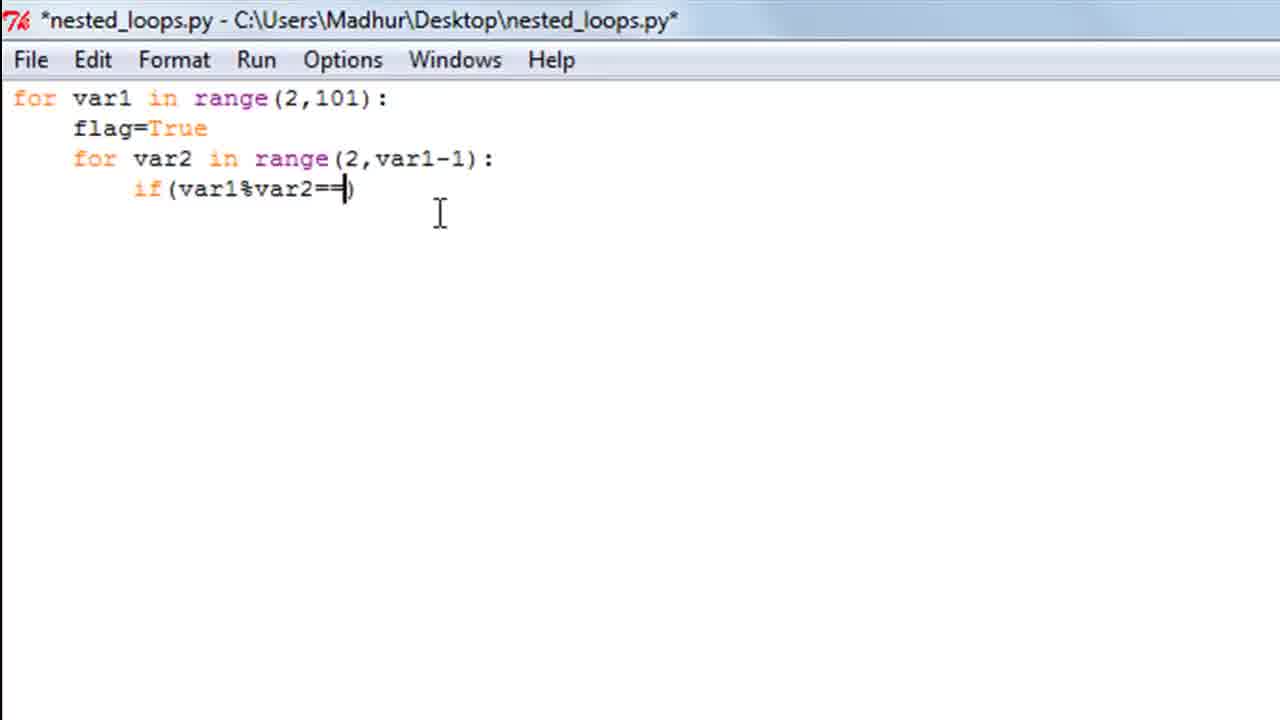 *nested_loops.py - C:\Users\Madhur\Desktop\nested_loops.py*
File Edit Format Run Options Windows Help
for var1 in range(2,101):
    flag=True
    for var2 in range(2,var1-1):
        if(var1%var2==)